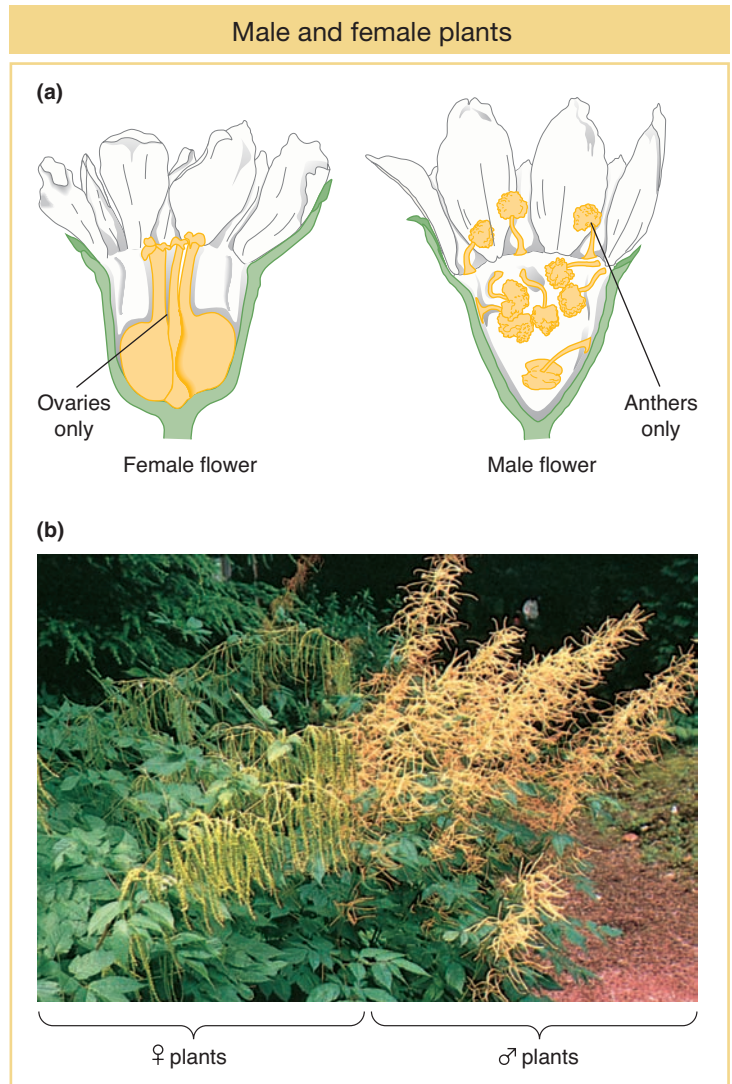 Male and female plants
(a)
Ovaries
only
Anthers
only
Female flower
Male flower
(b)
♀ plants
♂ plants